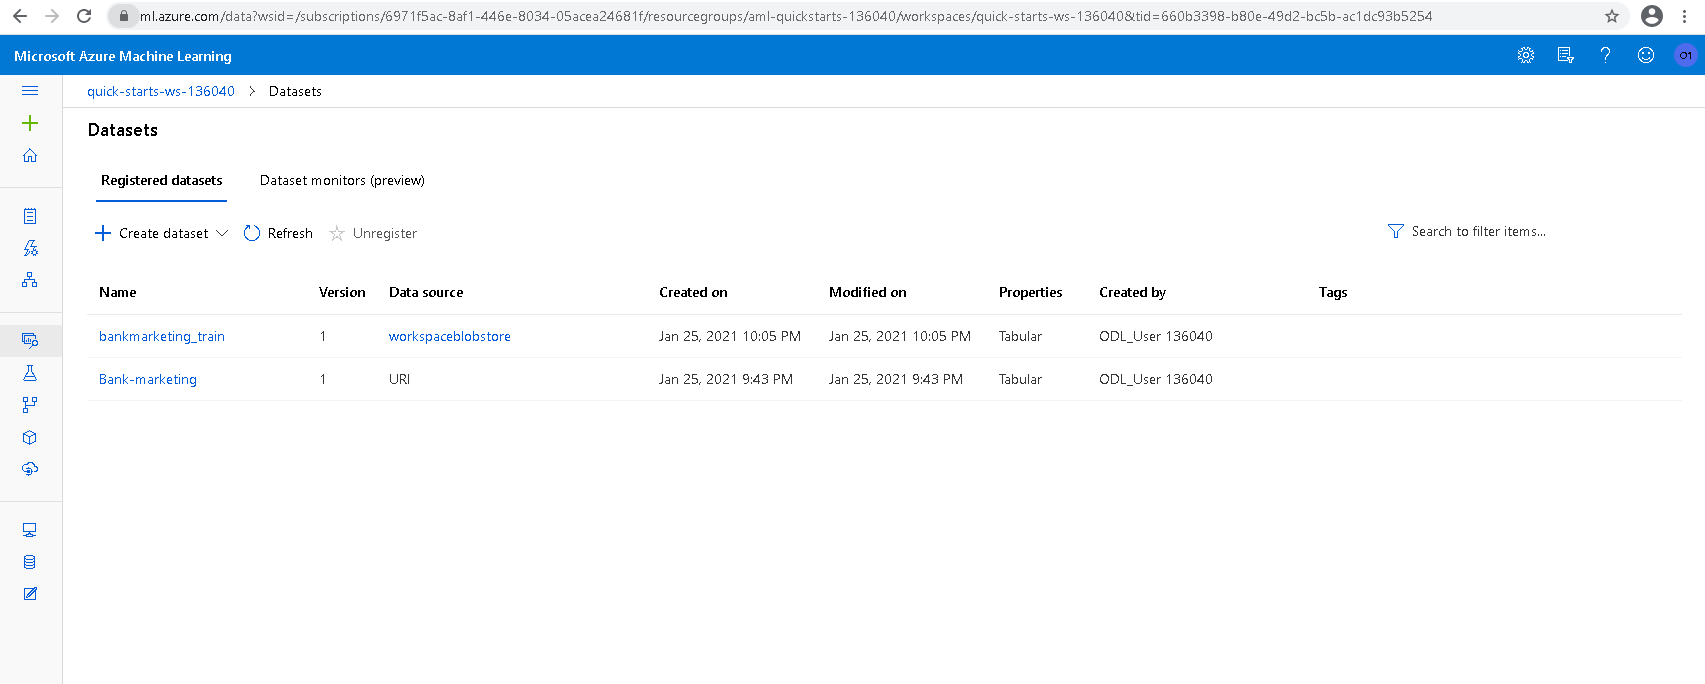 ml.azure.com/data?wsid=/subscriptions/6971f5ac-8af1-446e-8034-05acea24681f/resourcegroups/aml-quickstarts-136040/workspaces/quick-starts-ws-136040&tid=660b3398-b80e-49d2-bc5b-ac1dc93b5254
Microsoft Azure Machine Learning
O1
quick-starts-ws-136040 > Datasets
Datasets
Registered datasets Dataset monitors (preview)
Create dataset Refresh Unregister Search to filter items...
Name Version Data source Created on Modified on Properties Created by Tags
bankmarketing_train 1 workspaceblobstore Jan 25, 2021 10:05 PM Jan 25, 2021 10:05 PM Tabular ODL_User 136040
Bank-marketing 1 URI Jan 25, 2021 9:43 PM Jan 25, 2021 9:43 PM Tabular ODL_User 136040